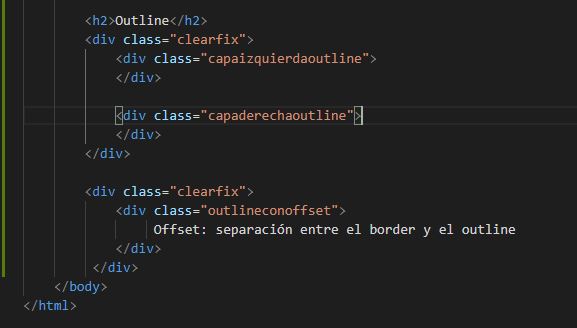 <h2>Outline</h2>
<div class="clearfix">
<div class="capaizquierdaoutline">
</div>
<div class="capaderechaoutline">
</div>
</div>
<div class="clearfix">
<div class="outlineconoffset">
Offset: separación entre el border y el outline
</div>
</div>
</body>
</html>